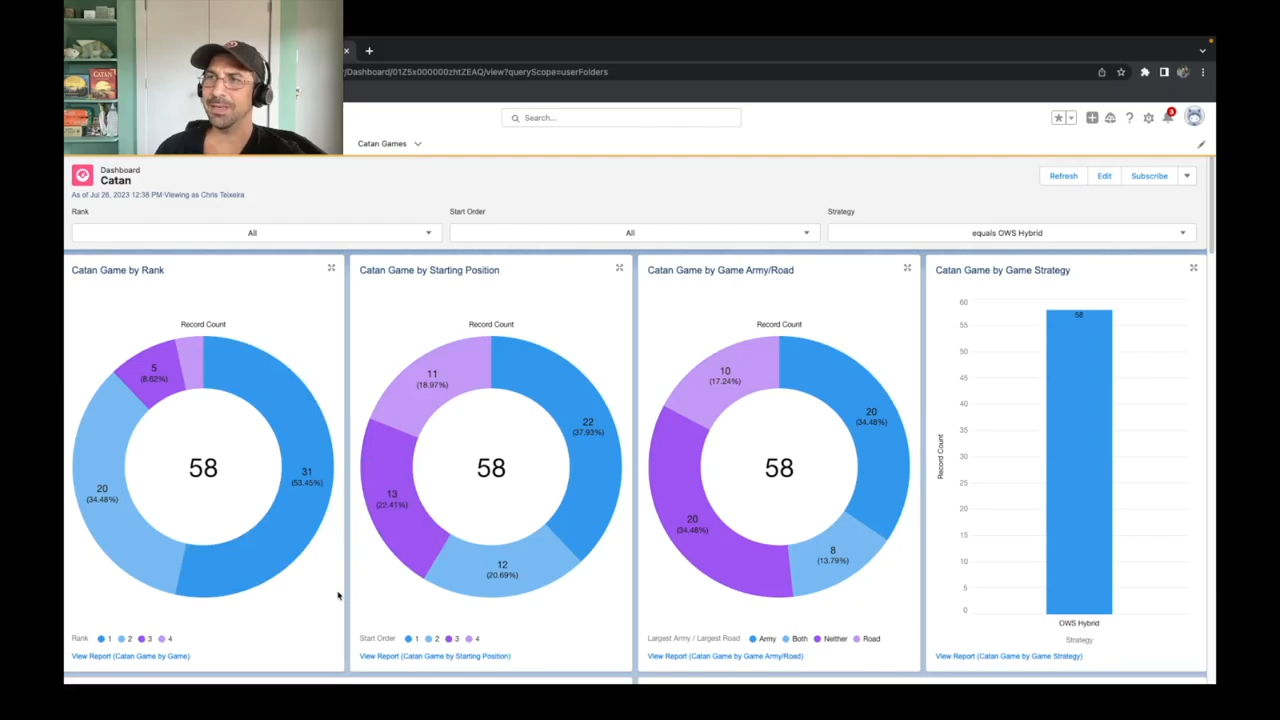 CATAN
/Dashboard/01Z5x000000zhtZEAQ/view?queryScope=userFolders
Search...
3
Catan Games
Dashboard
Catan
As of Jul 26, 2023 12:38 PM·Viewing as Chris Teixeira
Refresh
Edit
Subscribe
Rank
Start Order
Strategy
All
All
equals OWS Hybrid
Catan Game by Rank
Record Count
5
(8.62%)
20
(34.48%)
58
31
(53.45%)
Rank
1
2
3
4
View Report (Catan Game by Game)
Catan Game by Starting Position
Record Count
11
(18.97%)
22
(37.93%)
58
13
(22.41%)
12
(20.69%)
Start Order
1
2
3
4
View Report (Catan Game by Starting Position)
Catan Game by Game Army/Road
Record Count
10
(17.24%)
20
(34.48%)
58
20
(34.48%)
8
(13.79%)
Largest Army / Largest Road
Army
Both
Neither
Road
View Report (Catan Game by Game Army/Road)
Catan Game by Game Strategy
Record Count
60
55
50
45
40
35
30
25
20
15
10
5
0
58
OWS Hybrid
Strategy
View Report (Catan Game by Game Strategy)